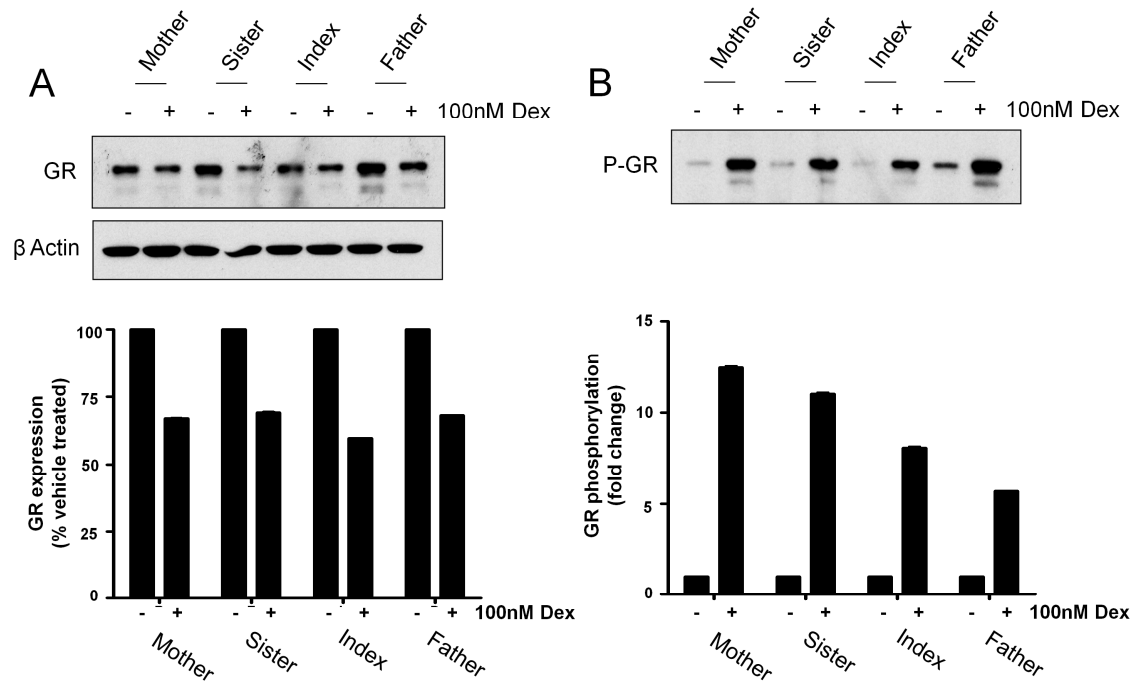 A
Mother Sister Index Father
- + - + - + - + 100nM Dex
GR
β Actin
GR expression
(% vehicle treated)
100
75
50
25
0
- + - + - + - + 100nM Dex
Mother Sister Index Father
B
Mother Sister Index Father
- + - + - + - + 100nM Dex
P-GR
GR phosphorylation
(fold change)
15
10
5
0
- + - + - + - + 100nM Dex
Mother Sister Index Father